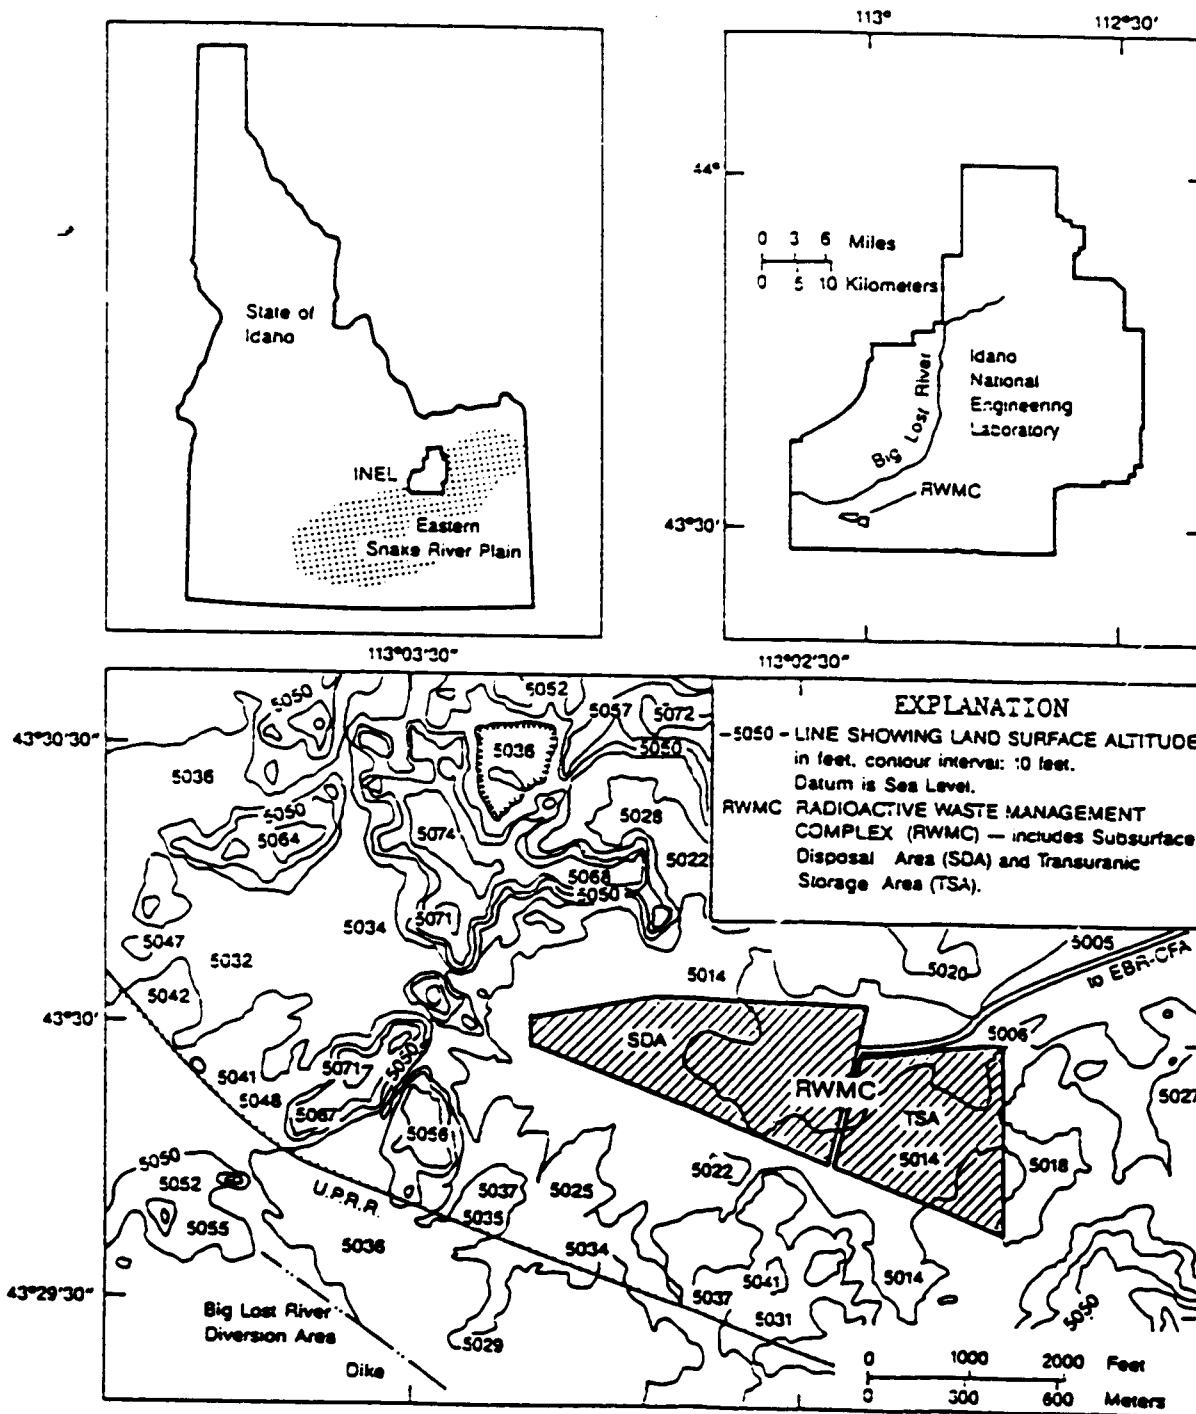 State of
Idaho
INEL
Eastern
Snake River Plain
113°
112°30'
44°
0 3 6 Miles
0 5 10 Kilometers
Big Lost River
Idaho
National
Engineering
Laboratory
RWMC
43°30'
113°03'30"
113°02'30"
43°30'30"
43°30'
43°29'30"
EXPLANATION
-5050- LINE SHOWING LAND SURFACE ALTITUDE
in feet. contour interval: 10 feet.
Datum is Sea Level.
RWMC RADIOACTIVE WASTE MANAGEMENT
COMPLEX (RWMC) — includes Subsurface
Disposal Area (SDA) and Transuranic
Storage Area (TSA).
5050
5052
5057
5072
5036
5036
5050
5050
5064
5074
5028
5022
5068
5050
5071
5034
5047
5032
5042
5014
5020
5005
to EBR-CFA
SDA
5006
RWMC
TSA
5014
5027
5018
5041
5071
5050
5048
5067
5056
5022
5050
5052
5055
U.P.R.R.
5037
5025
5035
5036
5034
5041
5014
5037
5031
5029
5050
Big Lost River
Diversion Area
Dike
0 1000 2000 Feet
0 300 600 Meters